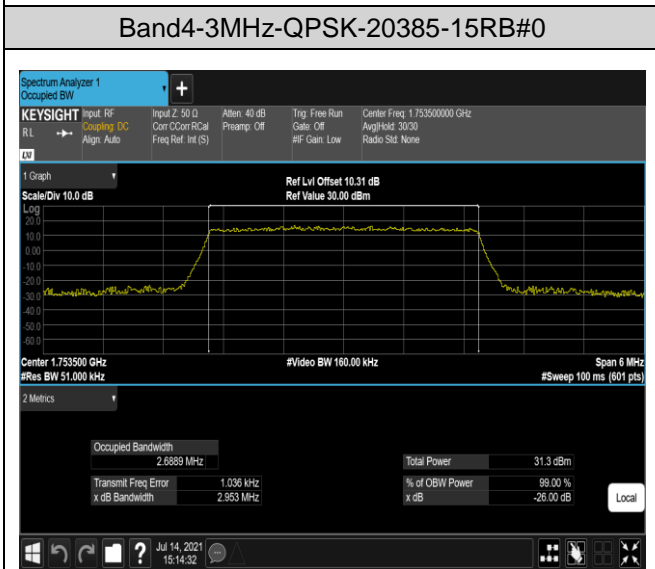 Band4-3MHz-QPSK-20385-15RB#0
Spectrum Analyzer 1
Occupied BW
+
KEYSIGHT
Input: RF
Coupling: DC
Align: Auto
Input Z: 50 Ω
Corr CCorr RCal
Freq Ref: Int (S)
Atten: 40 dB
Preamp: Off
Trig: Free Run
Gate: Off
#IF Gain: Low
Center Freq: 1.753500000 GHz
Avg|Hold: 30/30
Radio Std: None
R L
LXI
1 Graph
Scale/Div 10.0 dB
Ref Lvl Offset 10.31 dB
Ref Value 30.00 dBm
Log
20.0
10.0
0.00
-10.0
-20.0
-30.0
-40.0
-50.0
-60.0
Center 1.753500 GHz
#Video BW 160.00 kHz
Span 6 MHz
#Res BW 51.000 kHz
#Sweep 100 ms (601 pts)
2 Metrics
Occupied Bandwidth
2.6889 MHz
Total Power 31.3 dBm
Transmit Freq Error 1.036 kHz
% of OBW Power 99.00 %
x dB Bandwidth 2.953 MHz
x dB -26.00 dB
Local
?
Jul 14, 2021
15:14:32